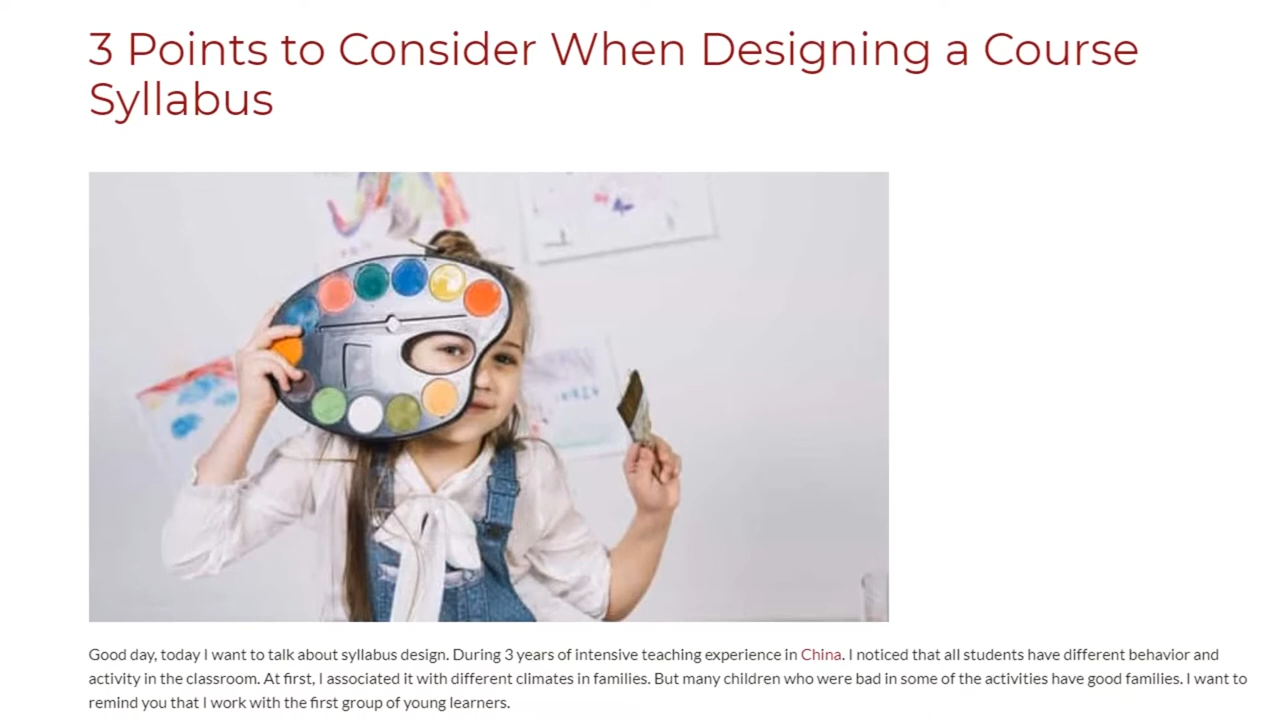 3 Points to Consider When Designing a Course
Syllabus
Good day, today I want to talk about syllabus design. During 3 years of intensive teaching experience in China. I noticed that all students have different behavior and
activity in the classroom. At first, I associated it with different climates in families. But many children who were bad in some of the activities have good families. I want to
remind you that I work with the first group of young learners.